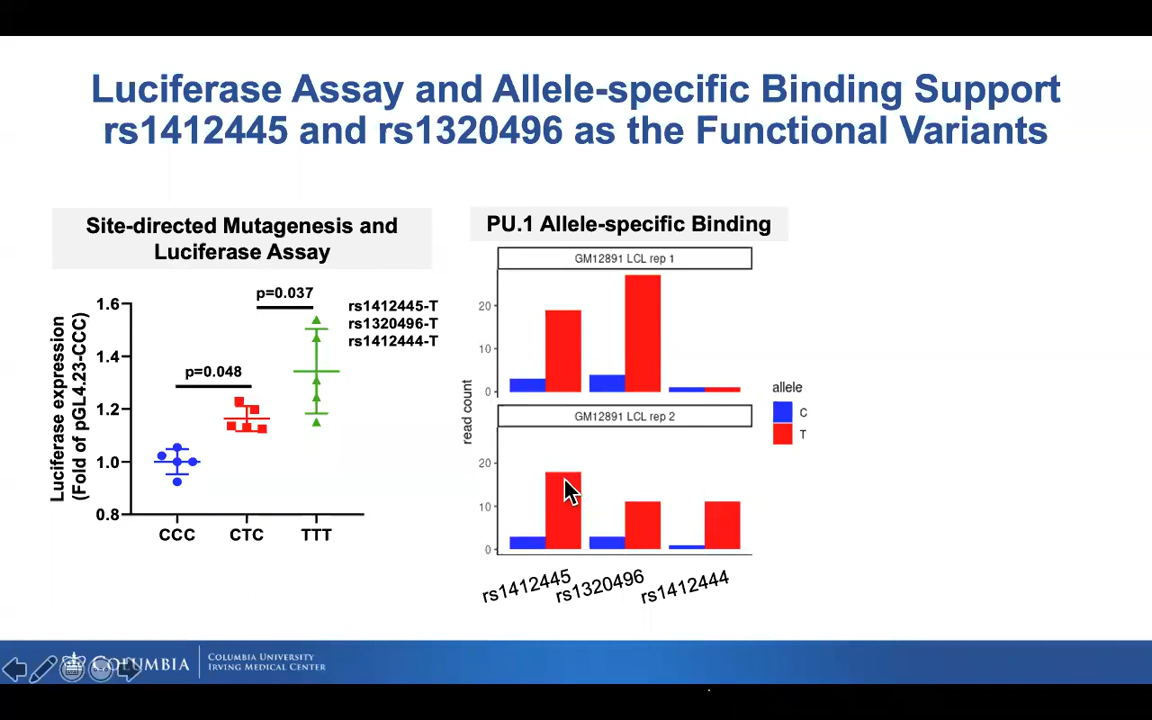 Luciferase Assay and Allele-specific Binding Support
rs1412445 and rs1320496 as the Functional Variants
Site-directed Mutagenesis and
Luciferase Assay
p=0.037
p=0.048
rs1412445-T
rs1320496-T
rs1412444-T
Luciferase expression
(Fold of pGL4.23-CCC)
1.6
1.4
1.2
1.0
0.8
CCC CTC TTT
PU.1 Allele-specific Binding
GM12891 LCL rep 1
20
10
0
GM12891 LCL rep 2
20
10
0
read count
rs1412445 rs1320496 rs1412444
allele
C
T
COLUMBIA
COLUMBIA UNIVERSITY
IRVING MEDICAL CENTER